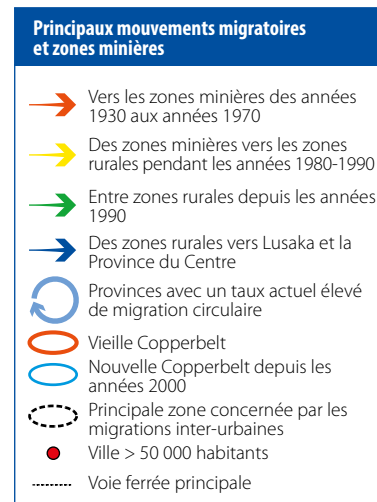 Principaux mouvements migratoires
et zones minières
Vers les zones minières des années
1930 aux années 1970
Des zones minières vers les zones
rurales pendant les années 1980-1990
Entre zones rurales depuis les années
1990
Des zones rurales vers Lusaka et la
Province du Centre
Provinces avec un taux actuel élevé
de migration circulaire
Vieille Copperbelt
Nouvelle Copperbelt depuis les
années 2000
Principale zone concernée par les
migrations inter-urbaines
Ville > 50 000 habitants
Voie ferrée principale